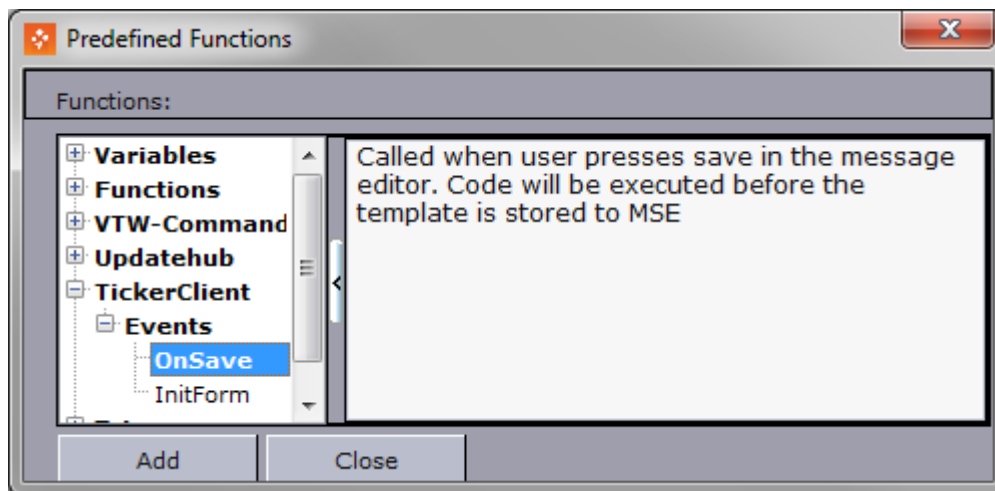 Predefined Functions
Functions:
Variables
Functions
VTW-Command
Updatehub
TickerClient
Events
OnSave
InitForm
Called when user presses save in the message
editor. Code will be executed before the
template is stored to MSE
Add
Close